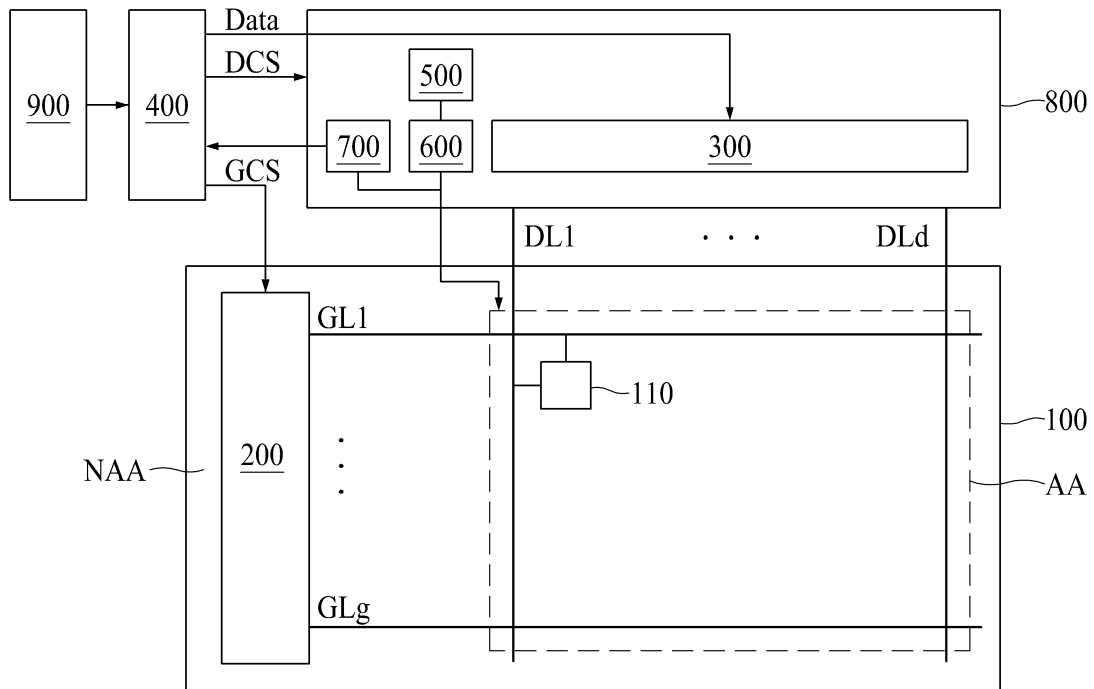 Data
DCS
500
900
400
800
700
600
300
GCS
DL1
· · ·
DLd
GL1
110
100
200
NAA
AA
GLg